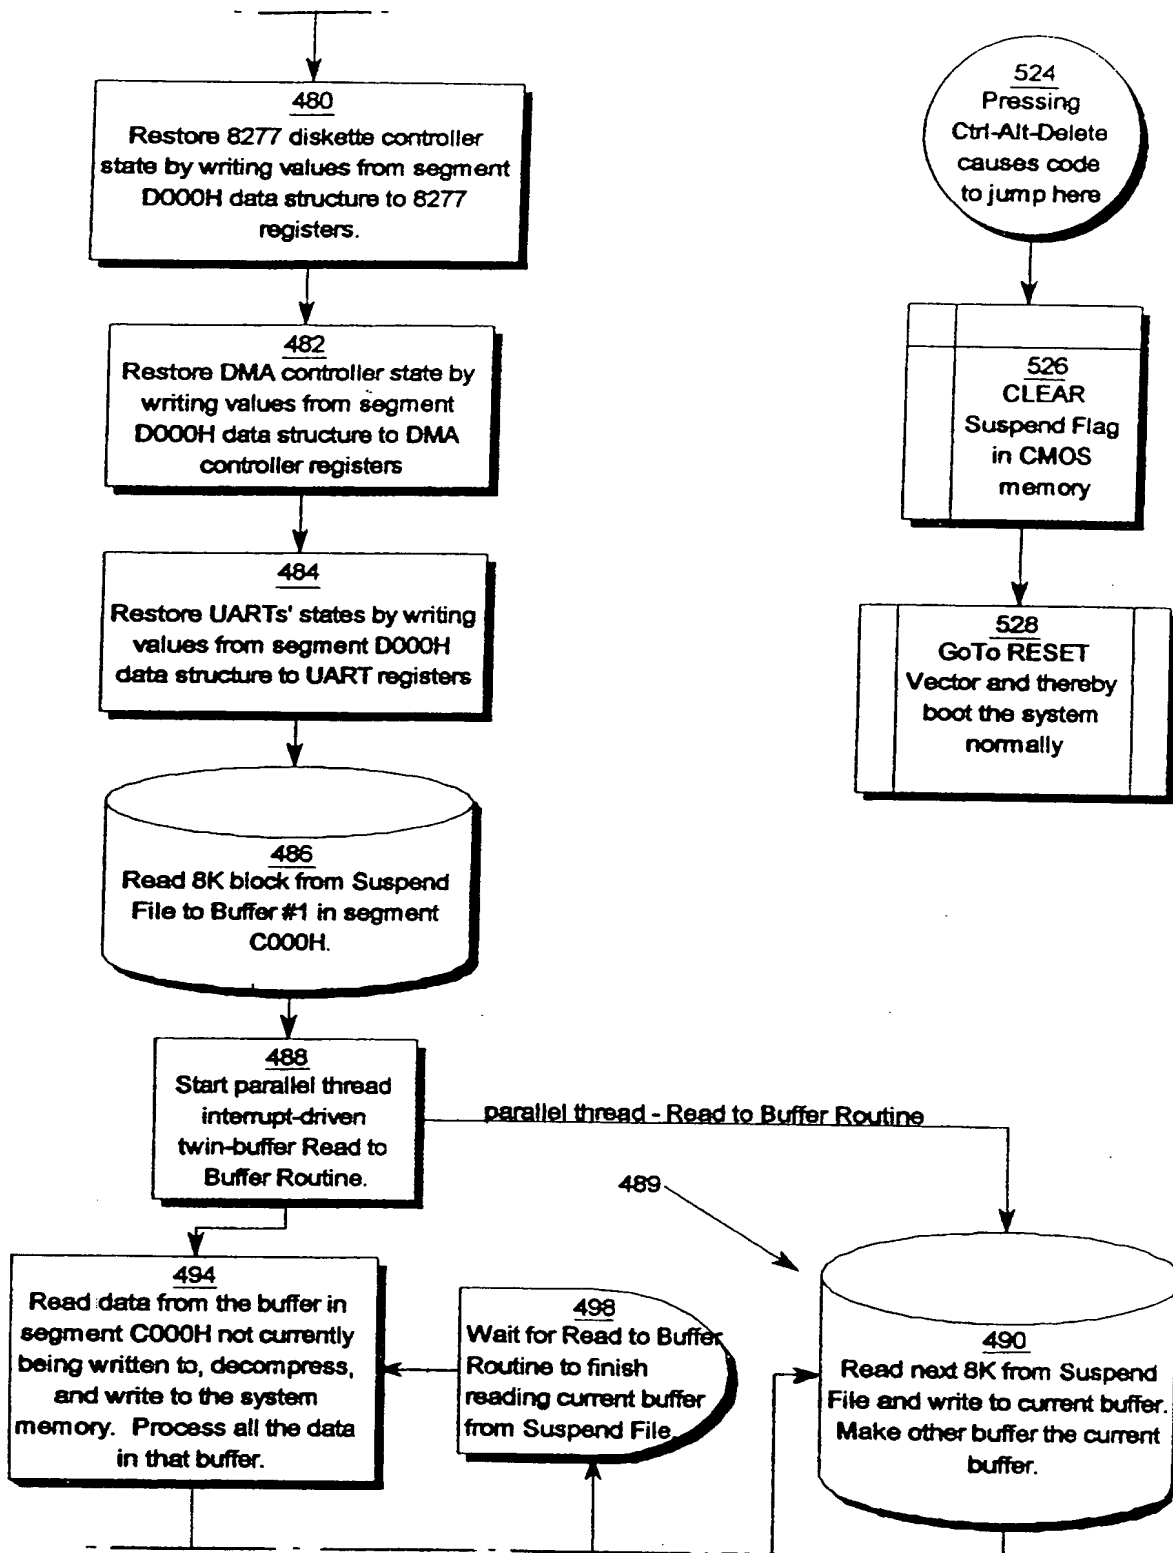 480
Restore 8277 diskette controller
state by writing values from segment
D000H data structure to 8277
registers.
482
Restore DMA controller state by
writing values from segment
D000H data structure to DMA
controller registers
484
Restore UARTs' states by writing
values from segment D000H
data structure to UART registers
486
Read 8K block from Suspend
File to Buffer #1 in segment
C000H.
488
Start parallel thread
interrupt-driven
twin-buffer Read to
Buffer Routine.
parallel thread - Read to Buffer Routine
489
494
Read data from the buffer in
segment C000H not currently
being written to, decompress,
and write to the system
memory. Process all the data
in that buffer.
498
Wait for Read to Buffer
Routine to finish
reading current buffer
from Suspend File.
490
Read next 8K from Suspend
File and write to current buffer.
Make other buffer the current
buffer.
524
Pressing
Ctrl-Alt-Delete
causes code
to jump here
526
CLEAR
Suspend Flag
in CMOS
memory
528
GoTo RESET
Vector and thereby
boot the system
normally